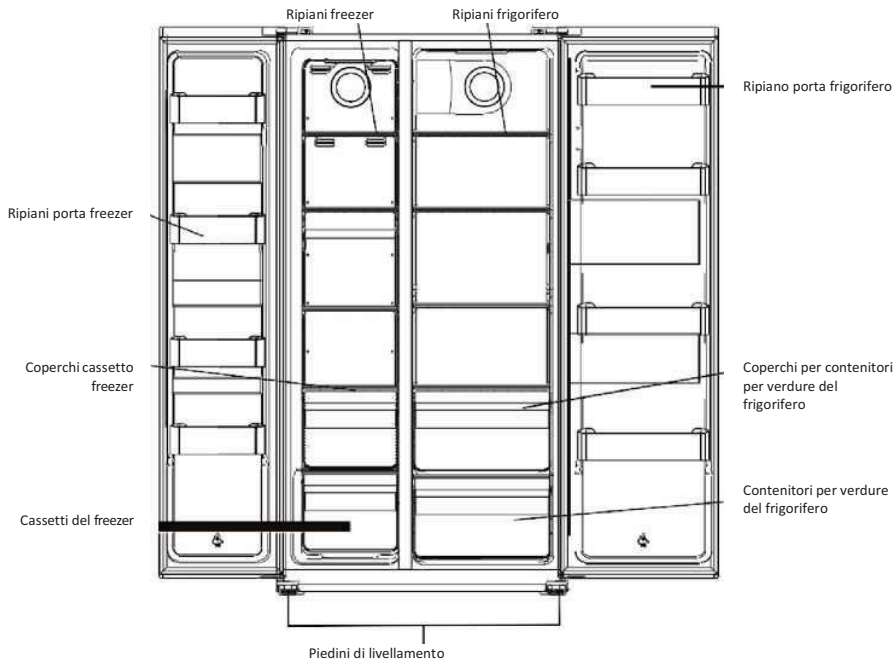 Ripiani freezer
Ripiani frigorifero
Ripiano porta frigorifero
Ripiani porta freezer
Coperchi cassetto
freezer
Coperchi per contenitori
per verdure del
frigorifero
Cassetti del freezer
Contenitori per verdure
del frigorifero
Piedini di livellamento